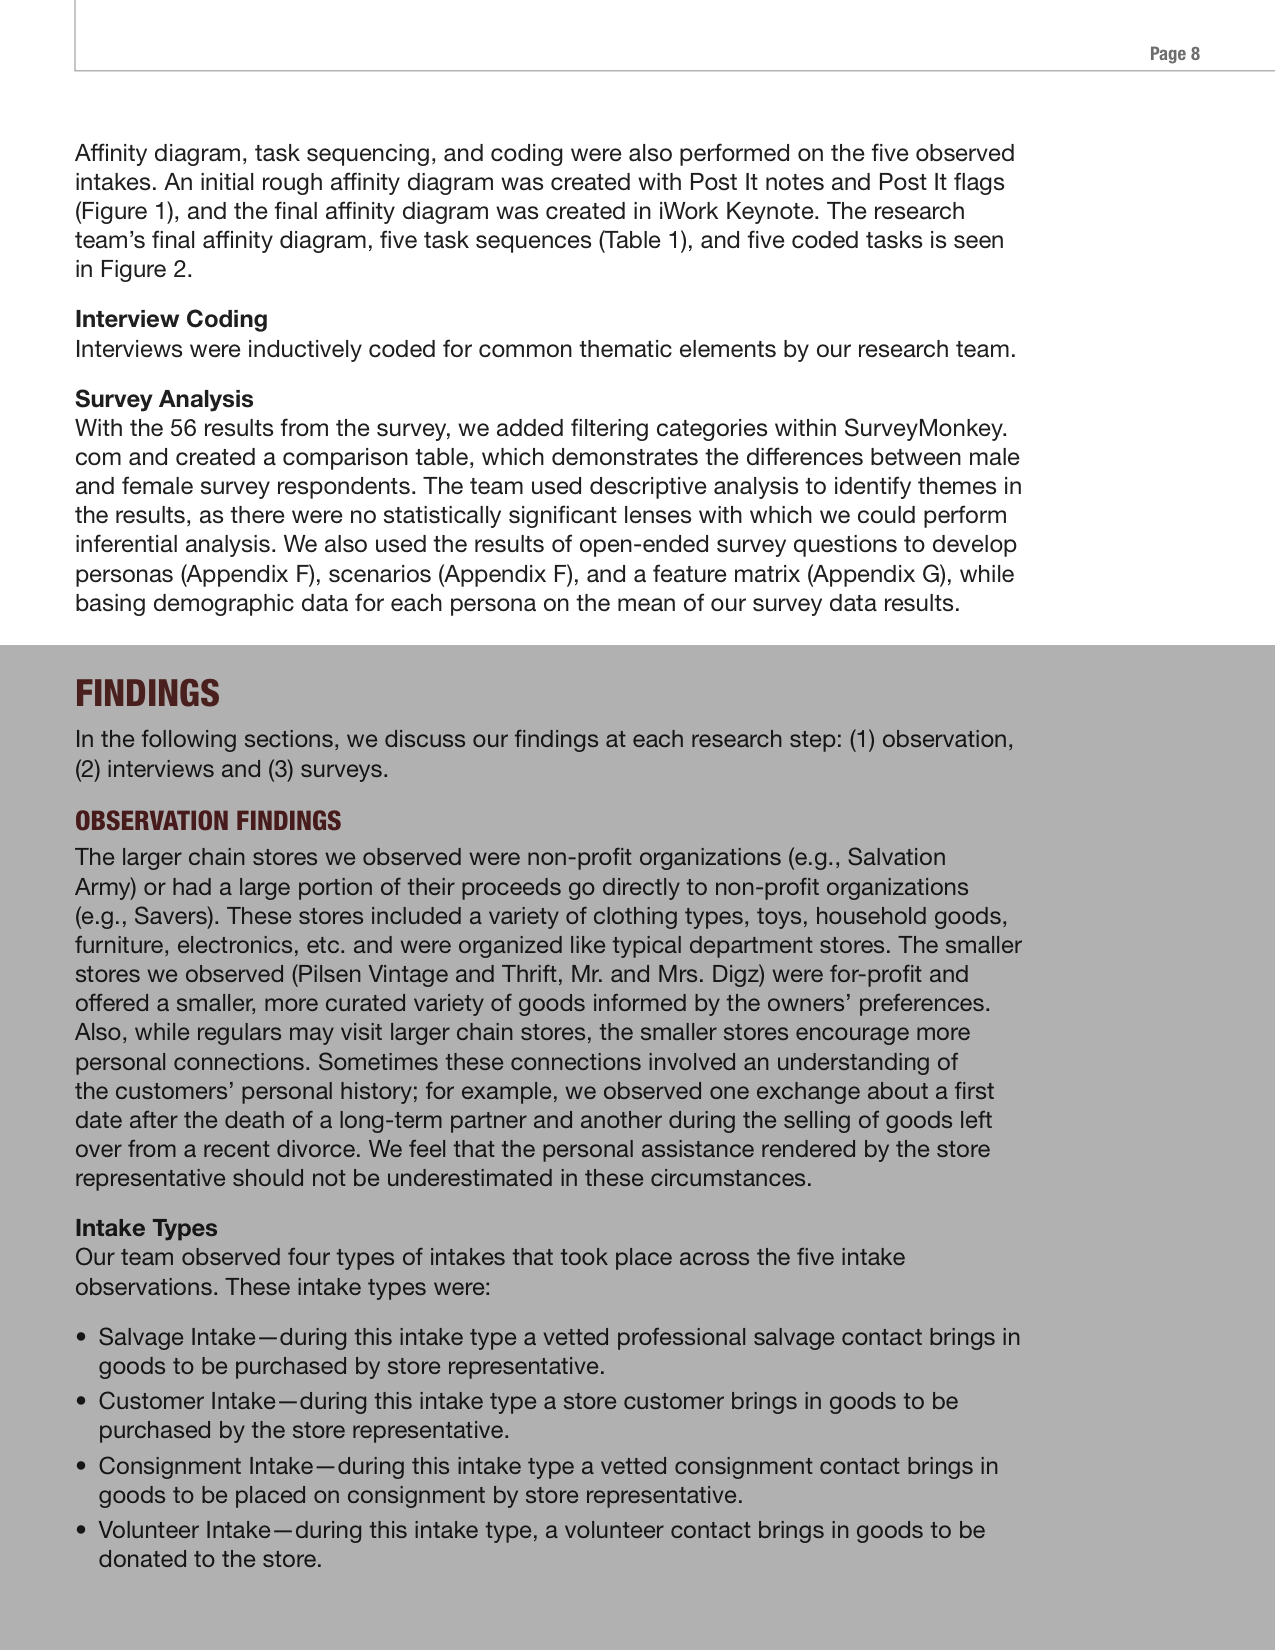 Page 8
Affinity diagram, task sequencing, and coding were also performed on the five observed
intakes. An initial rough affinity diagram was created with Post It notes and Post It flags
(Figure 1), and the final affinity diagram was created in iWork Keynote. The research
team’s final affinity diagram, five task sequences (Table 1), and five coded tasks is seen
in Figure 2.
Interview Coding
Interviews were inductively coded for common thematic elements by our research team.
Survey Analysis
With the 56 results from the survey, we added filtering categories within SurveyMonkey.
com and created a comparison table, which demonstrates the differences between male
and female survey respondents. The team used descriptive analysis to identify themes in
the results, as there were no statistically significant lenses with which we could perform
inferential analysis. We also used the results of open-ended survey questions to develop
personas (Appendix F), scenarios (Appendix F), and a feature matrix (Appendix G), while
basing demographic data for each persona on the mean of our survey data results.
FINDINGS
In the following sections, we discuss our findings at each research step: (1) observation,
(2) interviews and (3) surveys.
OBSERVATION FINDINGS
The larger chain stores we observed were non-profit organizations (e.g., Salvation
Army) or had a large portion of their proceeds go directly to non-profit organizations
(e.g., Savers). These stores included a variety of clothing types, toys, household goods,
furniture, electronics, etc. and were organized like typical department stores. The smaller
stores we observed (Pilsen Vintage and Thrift, Mr. and Mrs. Digz) were for-profit and
offered a smaller, more curated variety of goods informed by the owners’ preferences.
Also, while regulars may visit larger chain stores, the smaller stores encourage more
personal connections. Sometimes these connections involved an understanding of
the customers’ personal history; for example, we observed one exchange about a first
date after the death of a long-term partner and another during the selling of goods left
over from a recent divorce. We feel that the personal assistance rendered by the store
representative should not be underestimated in these circumstances.
Intake Types
Our team observed four types of intakes that took place across the five intake
observations. These intake types were:
• Salvage Intake—during this intake type a vetted professional salvage contact brings in
goods to be purchased by store representative.
• Customer Intake—during this intake type a store customer brings in goods to be
purchased by the store representative.
• Consignment Intake—during this intake type a vetted consignment contact brings in
goods to be placed on consignment by store representative.
• Volunteer Intake—during this intake type, a volunteer contact brings in goods to be
donated to the store.